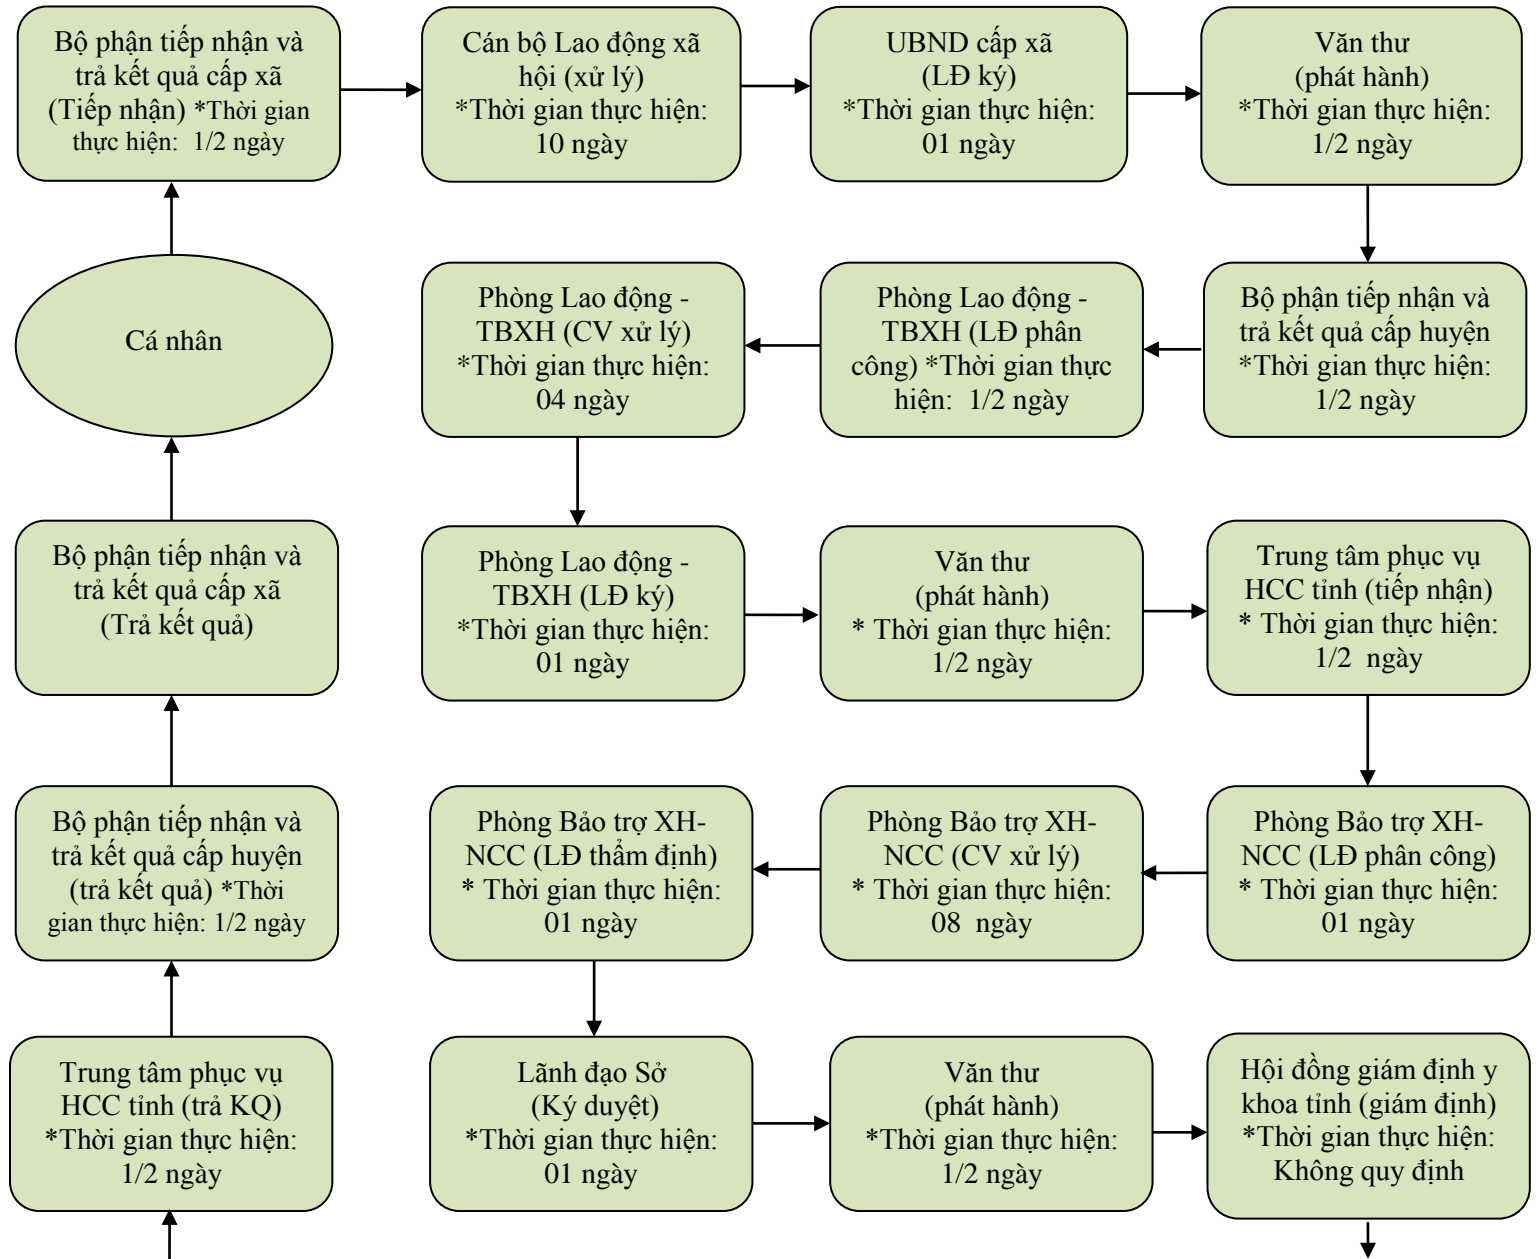 Bộ phận tiếp nhận và
trả kết quả cấp xã
(Tiếp nhận) *Thời gian
thực hiện: 1/2 ngày
Cán bộ Lao động xã
hội (xử lý)
*Thời gian thực hiện:
10 ngày
UBND cấp xã
(LĐ ký)
*Thời gian thực hiện:
01 ngày
Văn thư
(phát hành)
*Thời gian thực hiện:
1/2 ngày
Cá nhân
Phòng Lao động -
TBXH (CV xử lý)
*Thời gian thực hiện:
04 ngày
Phòng Lao động -
TBXH (LĐ phân
công) *Thời gian thực
hiện: 1/2 ngày
Bộ phận tiếp nhận và
trả kết quả cấp huyện
*Thời gian thực hiện:
1/2 ngày
Bộ phận tiếp nhận và
trả kết quả cấp xã
(Trả kết quả)
Phòng Lao động -
TBXH (LĐ ký)
*Thời gian thực hiện:
01 ngày
Văn thư
(phát hành)
* Thời gian thực hiện:
1/2 ngày
Trung tâm phục vụ
HCC tỉnh (tiếp nhận)
* Thời gian thực hiện:
1/2 ngày
Bộ phận tiếp nhận và
trả kết quả cấp huyện
(trả kết quả) *Thời
gian thực hiện: 1/2 ngày
Phòng Bảo trợ XH-
NCC (LĐ thẩm định)
* Thời gian thực hiện:
01 ngày
Phòng Bảo trợ XH-
NCC (CV xử lý)
* Thời gian thực hiện:
08 ngày
Phòng Bảo trợ XH-
NCC (LĐ phân công)
* Thời gian thực hiện:
01 ngày
Trung tâm phục vụ
HCC tỉnh (trả KQ)
*Thời gian thực hiện:
1/2 ngày
Lãnh đạo Sở
(Ký duyệt)
*Thời gian thực hiện:
01 ngày
Văn thư
(phát hành)
*Thời gian thực hiện:
1/2 ngày
Hội đồng giám định y
khoa tỉnh (giám định)
*Thời gian thực hiện:
Không quy định